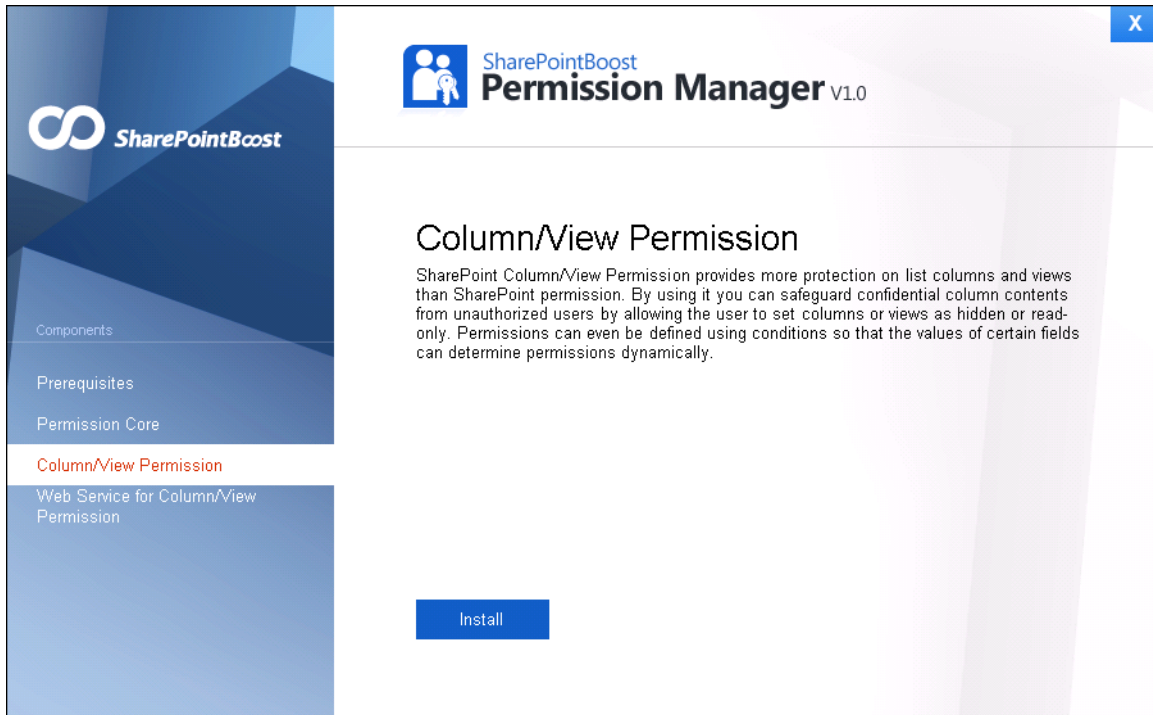 X
SharePointBoost
Permission Manager V1.0
SharePointBoost
Column/View Permission
SharePoint Column/View Permission provides more protection on list columns and views
than SharePoint permission. By using it you can safeguard confidential column contents
from unauthorized users by allowing the user to set columns or views as hidden or read-
only. Permissions can even be defined using conditions so that the values of certain fields
can determine permissions dynamically.
Components
Prerequisites
Permission Core
Column/View Permission
Web Service for Column/View
Permission
Install